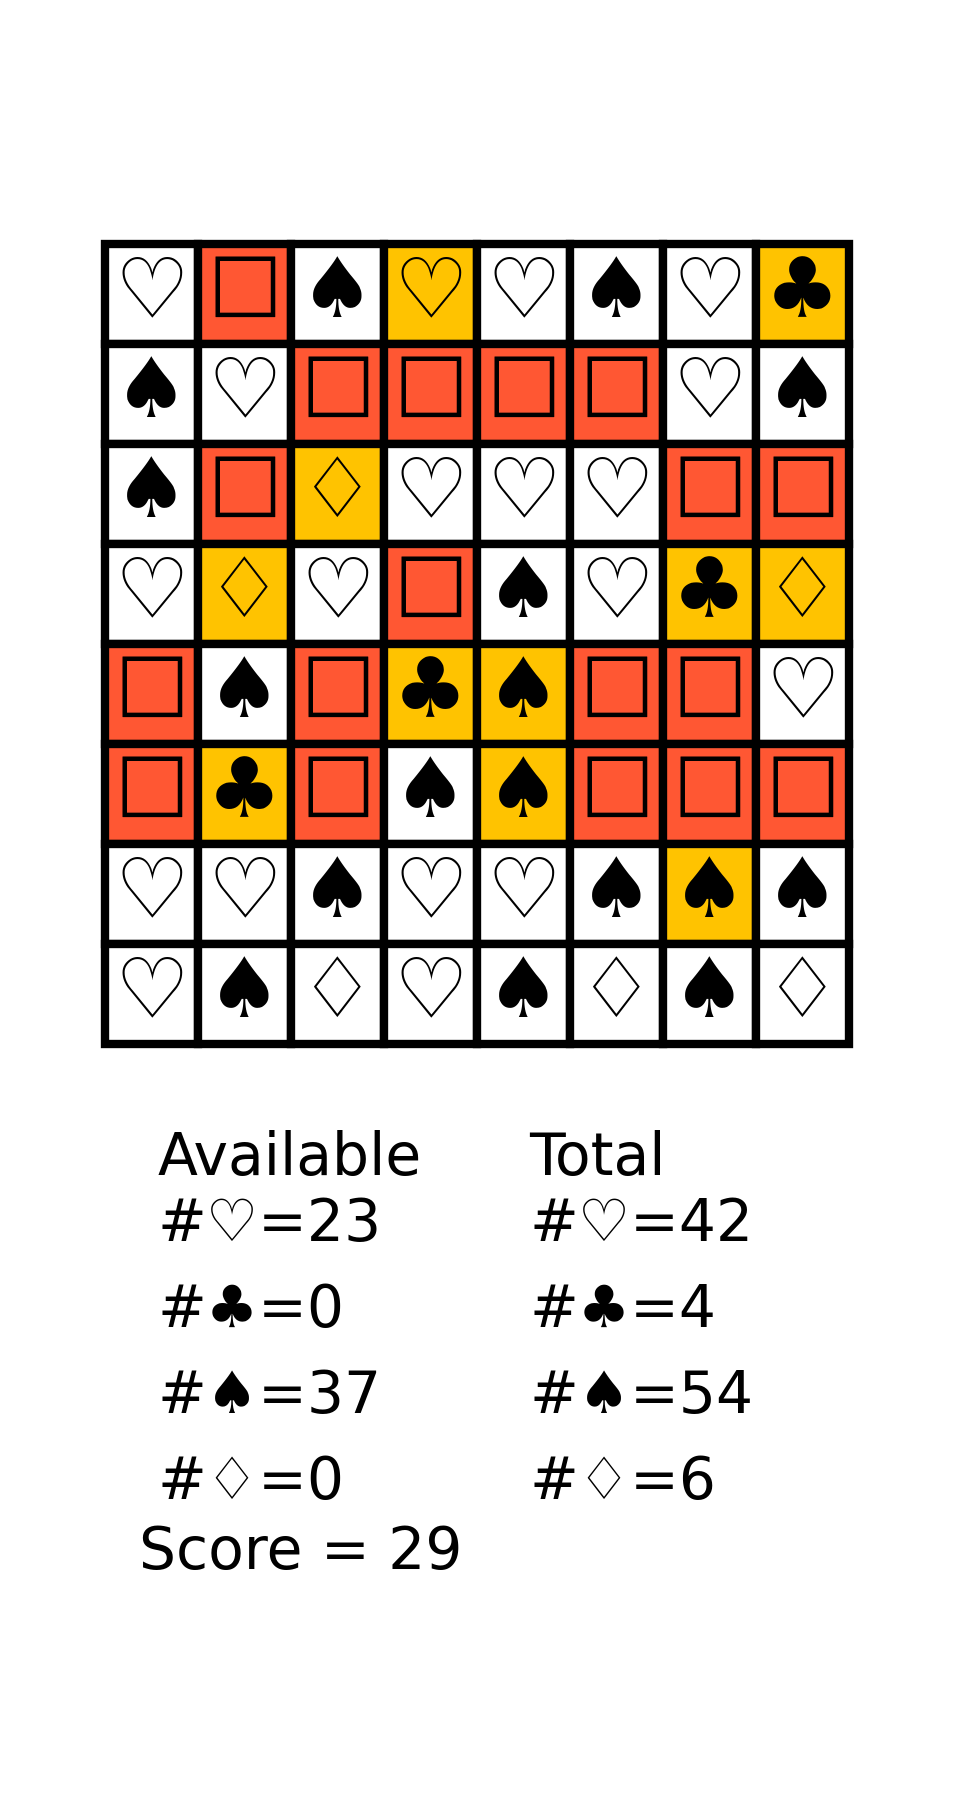 ♡ □ ♠ ♡ ♡ ♠ ♡ ♣
♠ ♡ □ □ □ □ ♡ ♠
♠ □ ♢ ♡ ♡ ♡ □ □
♡ ♢ ♡ □ ♠ ♡ ♣ ♢
□ ♠ □ ♣ ♠ □ □ ♡
□ ♣ □ ♠ ♠ □ □ □
♡ ♡ ♠ ♡ ♡ ♠ ♠ ♠
♡ ♠ ♢ ♡ ♠ ♢ ♠ ♢
Available Total
#♡=23 #♡=42
#♣=0 #♣=4
#♠=37 #♠=54
#♢=0 #♢=6
Score = 29